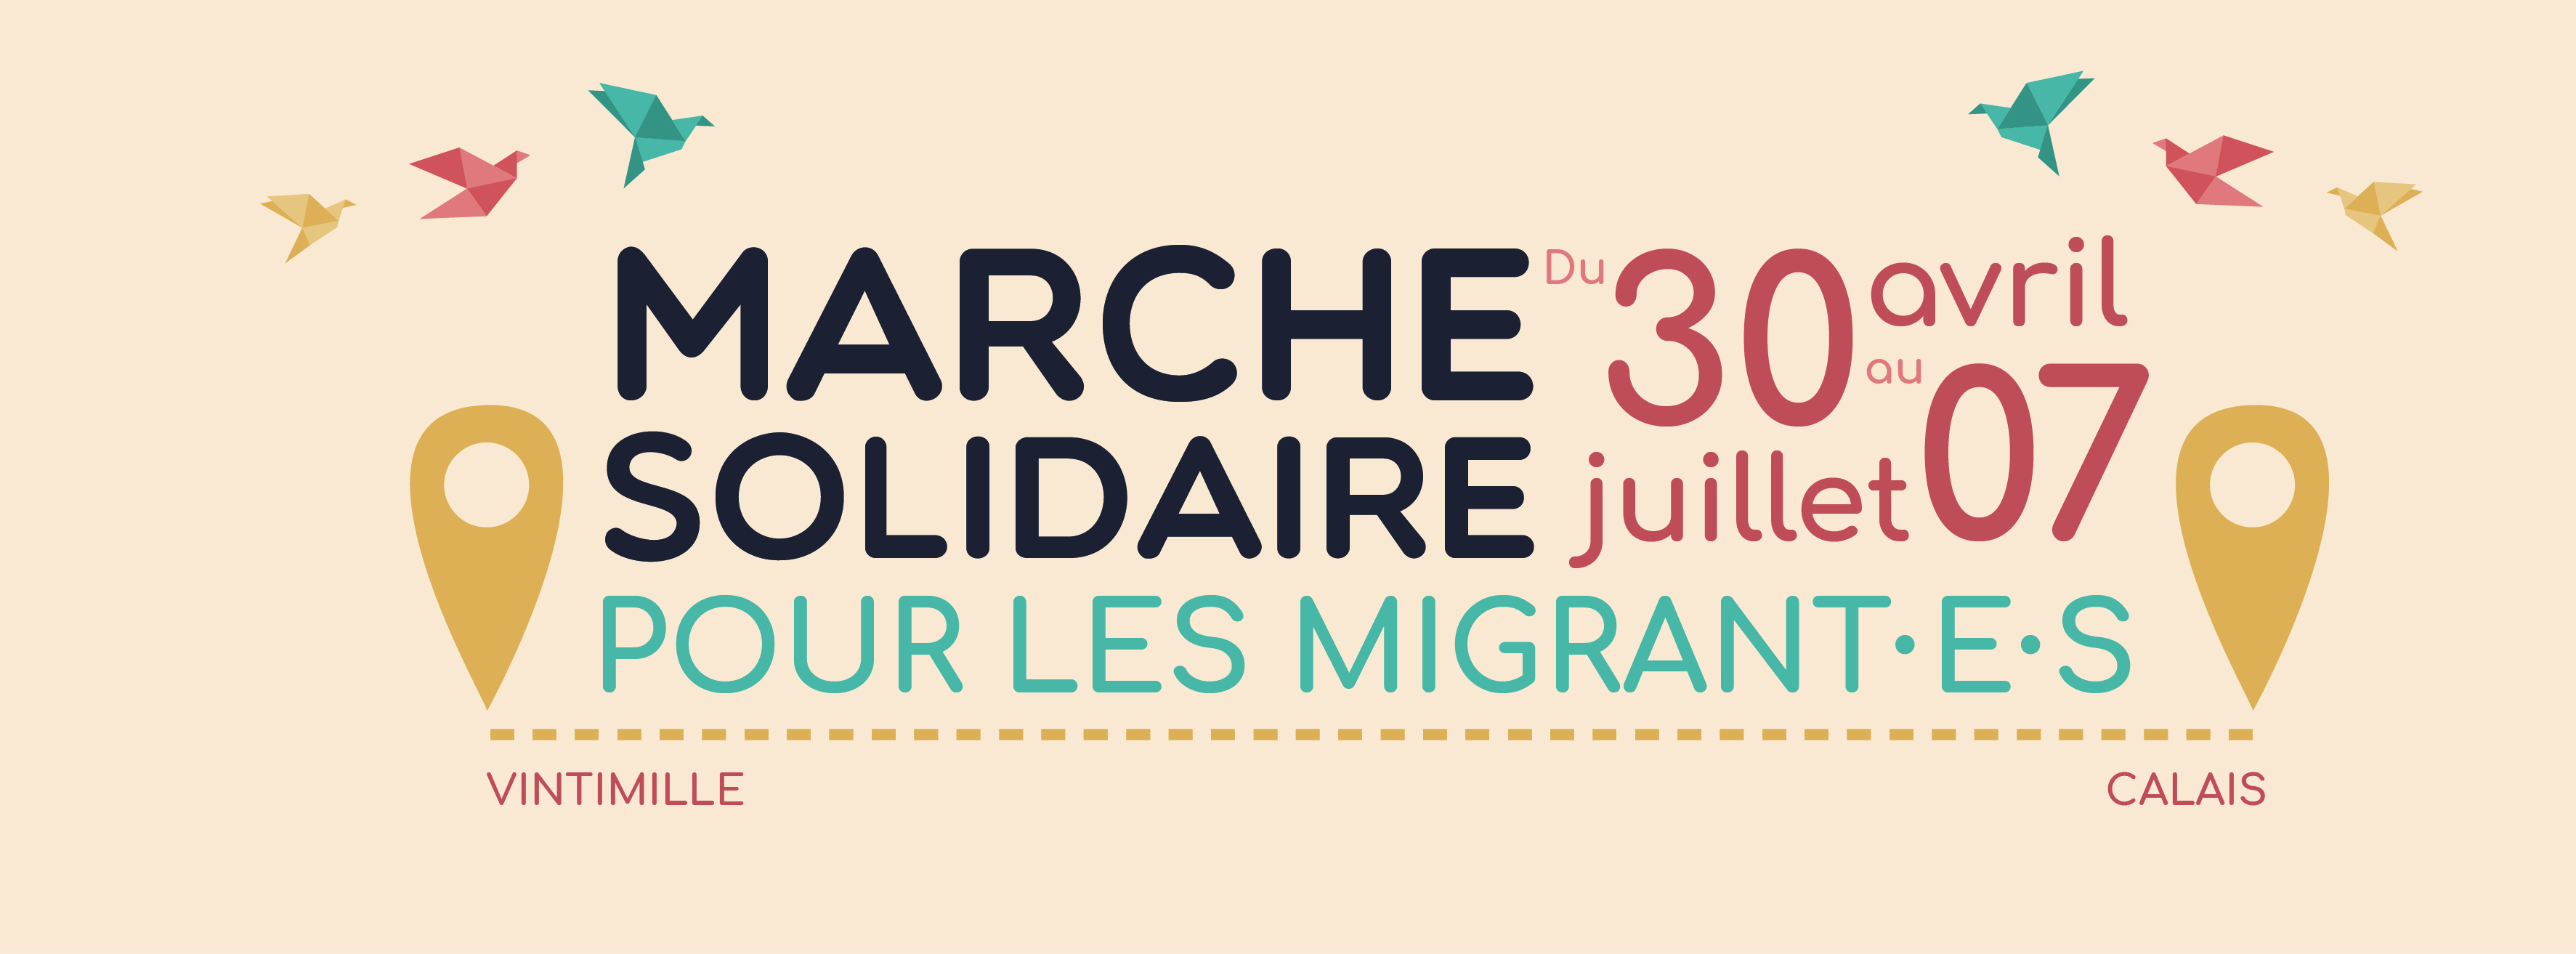 MARCHE
SOLIDAIRE
Du 30 avril
au 07
juillet
POUR LES MIGRANT·E·S
VINTIMILLE
CALAIS